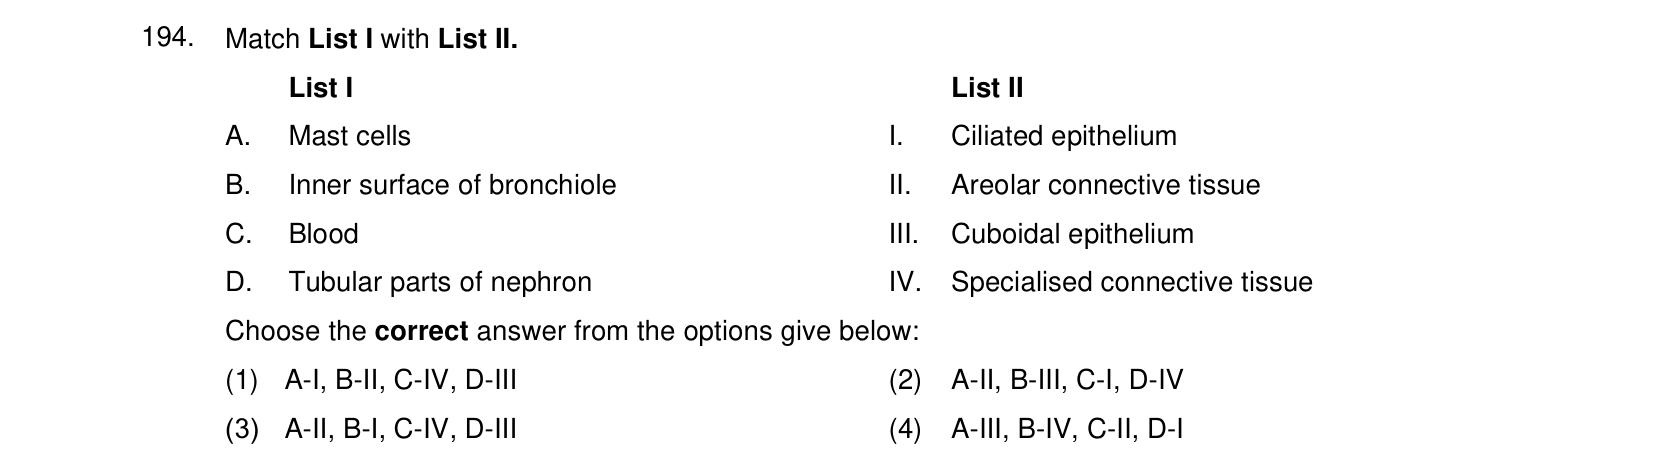 194. Match List I with List II.
List I List II
A. Mast cells I. Ciliated epithelium
B. Inner surface of bronchiole II. Areolar connective tissue
C. Blood III. Cuboidal epithelium
D. Tubular parts of nephron IV. Specialised connective tissue
Choose the correct answer from the options give below:
(1) A-I, B-II, C-IV, D-III (2) A-II, B-III, C-I, D-IV
(3) A-II, B-I, C-IV, D-III (4) A-III, B-IV, C-II, D-I